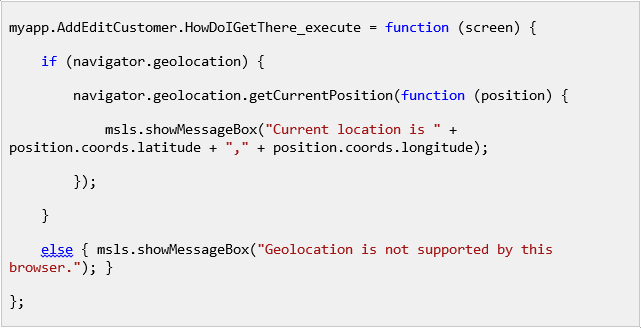 myapp.AddEditCustomer.HowDoIGetThere_execute = function (screen) {
if (navigator.geolocation) {
navigator.geolocation.getCurrentPosition(function (position) {
msls.showMessageBox("Current location is " +
position.coords.latitude + "," + position.coords.longitude);
});
}
else { msls.showMessageBox("Geolocation is not supported by this
browser."); }
};